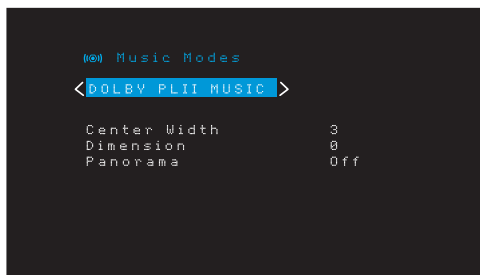 Music Modes
< DOLBY PLII MUSIC >
Center Width 3
Dimension 0
Panorama Off